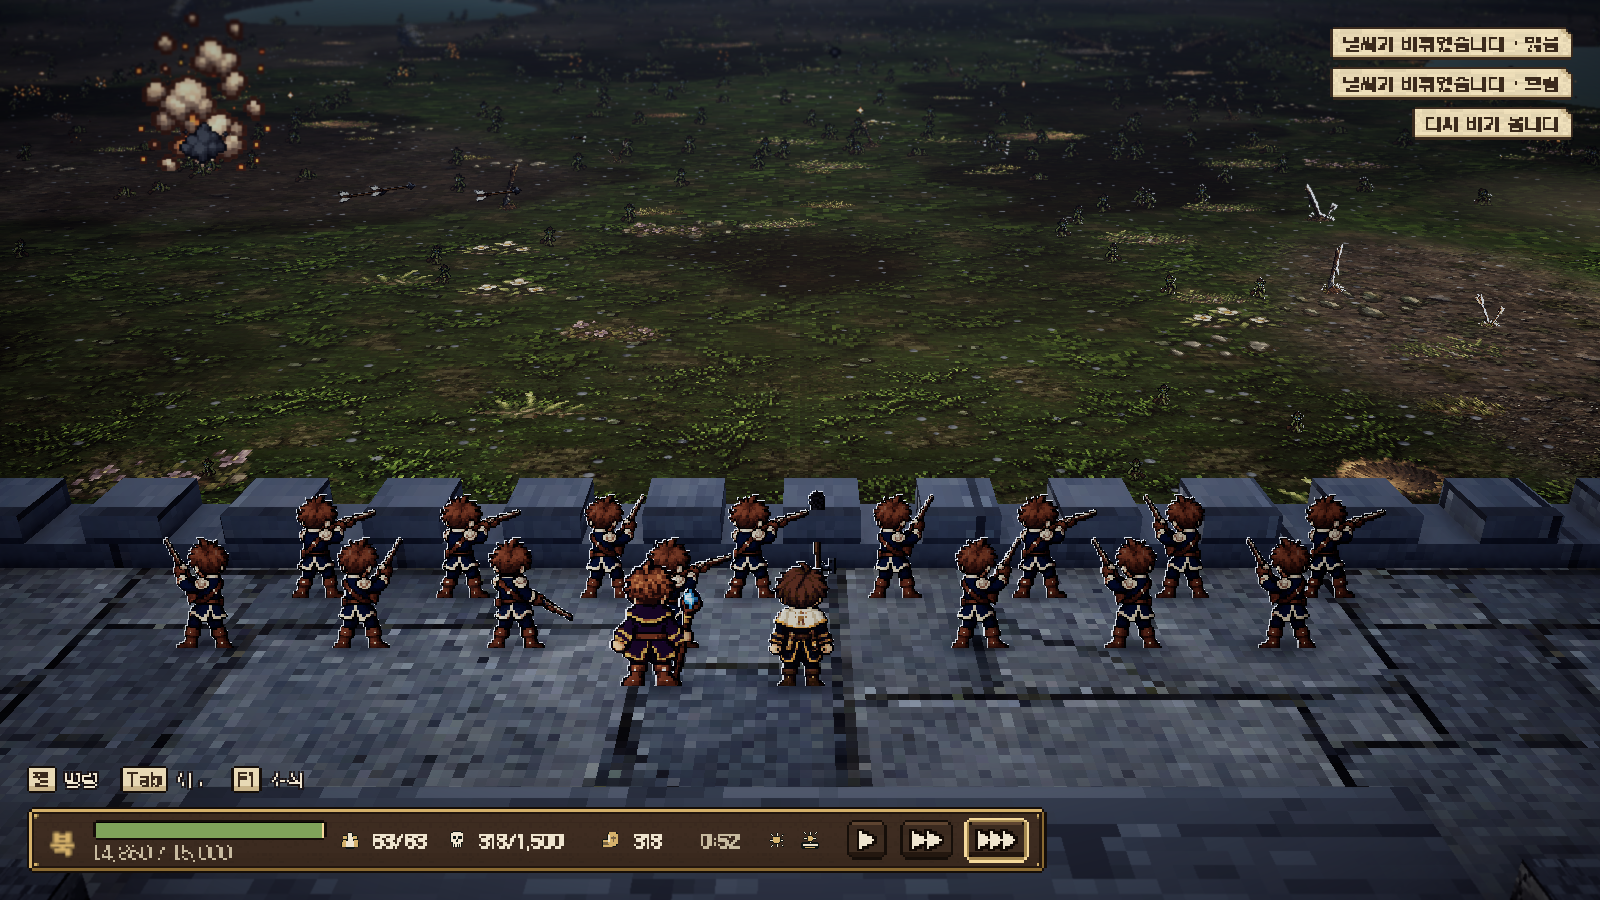 날씨가 바뀌었습니다 · 맑음
날씨가 바뀌었습니다 · 흐림
다시 비가 옵니다
Tab
F1
북
14,860 / 15,000
63/63
318/1,500
318
0:52